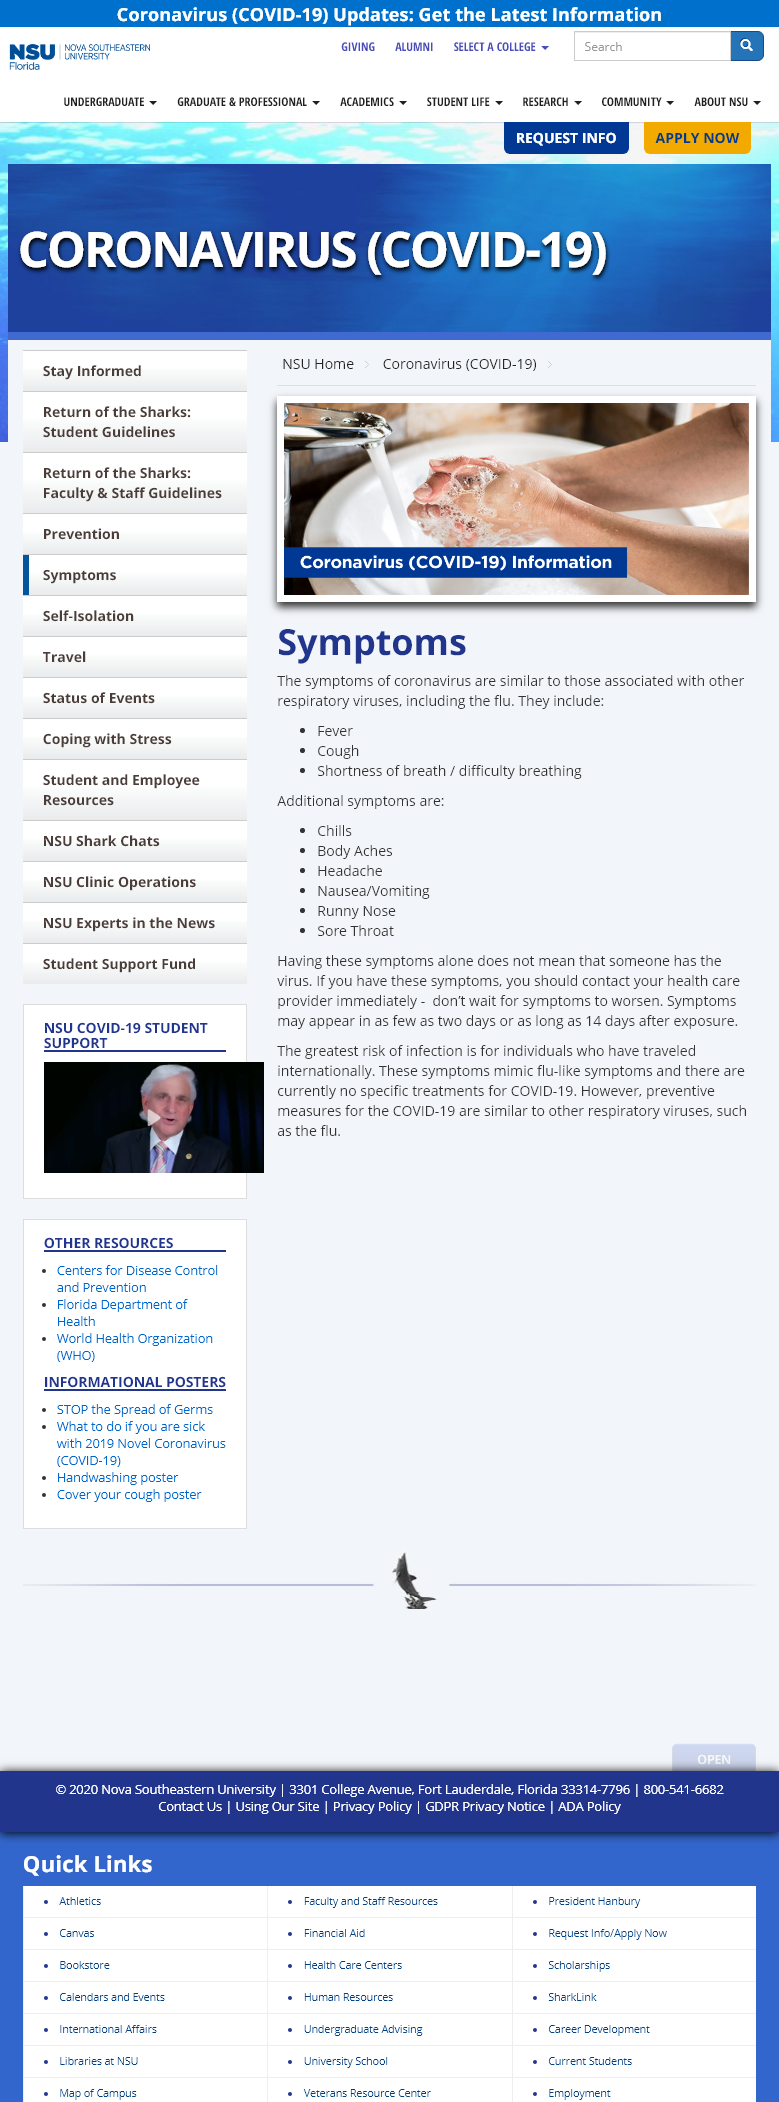 Coronavirus (COVID-19) Updates: Get the Latest Information
NSU Florida
NOVA SOUTHEASTERN
UNIVERSITY
GIVING ALUMNI SELECT A COLLEGE
Search
UNDERGRADUATE GRADUATE & PROFESSIONAL ACADEMICS STUDENT LIFE RESEARCH COMMUNITY ABOUT NSU
REQUEST INFO APPLY NOW
CORONAVIRUS (COVID-19)
Stay Informed
Return of the Sharks:
Student Guidelines
Return of the Sharks:
Faculty & Staff Guidelines
Prevention
Symptoms
Self-Isolation
Travel
Status of Events
Coping with Stress
Student and Employee
Resources
NSU Shark Chats
NSU Clinic Operations
NSU Experts in the News
Student Support Fund
NSU COVID-19 STUDENT
SUPPORT
OTHER RESOURCES
• Centers for Disease Control
and Prevention
• Florida Department of
Health
• World Health Organization
(WHO)
INFORMATIONAL POSTERS
• STOP the Spread of Germs
• What to do if you are sick
with 2019 Novel Coronavirus
(COVID-19)
• Handwashing poster
• Cover your cough poster
NSU Home > Coronavirus (COVID-19) >
Coronavirus (COVID-19) Information
Symptoms
The symptoms of coronavirus are similar to those associated with other
respiratory viruses, including the flu. They include:
• Fever
• Cough
• Shortness of breath / difficulty breathing
Additional symptoms are:
• Chills
• Body Aches
• Headache
• Nausea/Vomiting
• Runny Nose
• Sore Throat
Having these symptoms alone does not mean that someone has the
virus. If you have these symptoms, you should contact your health care
provider immediately - don't wait for symptoms to worsen. Symptoms
may appear in as few as two days or as long as 14 days after exposure.
The greatest risk of infection is for individuals who have traveled
internationally. These symptoms mimic flu-like symptoms and there are
currently no specific treatments for COVID-19. However, preventive
measures for the COVID-19 are similar to other respiratory viruses, such
as the flu.
OPEN
© 2020 Nova Southeastern University | 3301 College Avenue, Fort Lauderdale, Florida 33314-7796 | 800-541-6682
Contact Us | Using Our Site | Privacy Policy | GDPR Privacy Notice | ADA Policy
Quick Links
• Athletics • Faculty and Staff Resources • President Hanbury
• Canvas • Financial Aid • Request Info/Apply Now
• Bookstore • Health Care Centers • Scholarships
• Calendars and Events • Human Resources • SharkLink
• International Affairs • Undergraduate Advising • Career Development
• Libraries at NSU • University School • Current Students
• Map of Campus • Veterans Resource Center • Employment